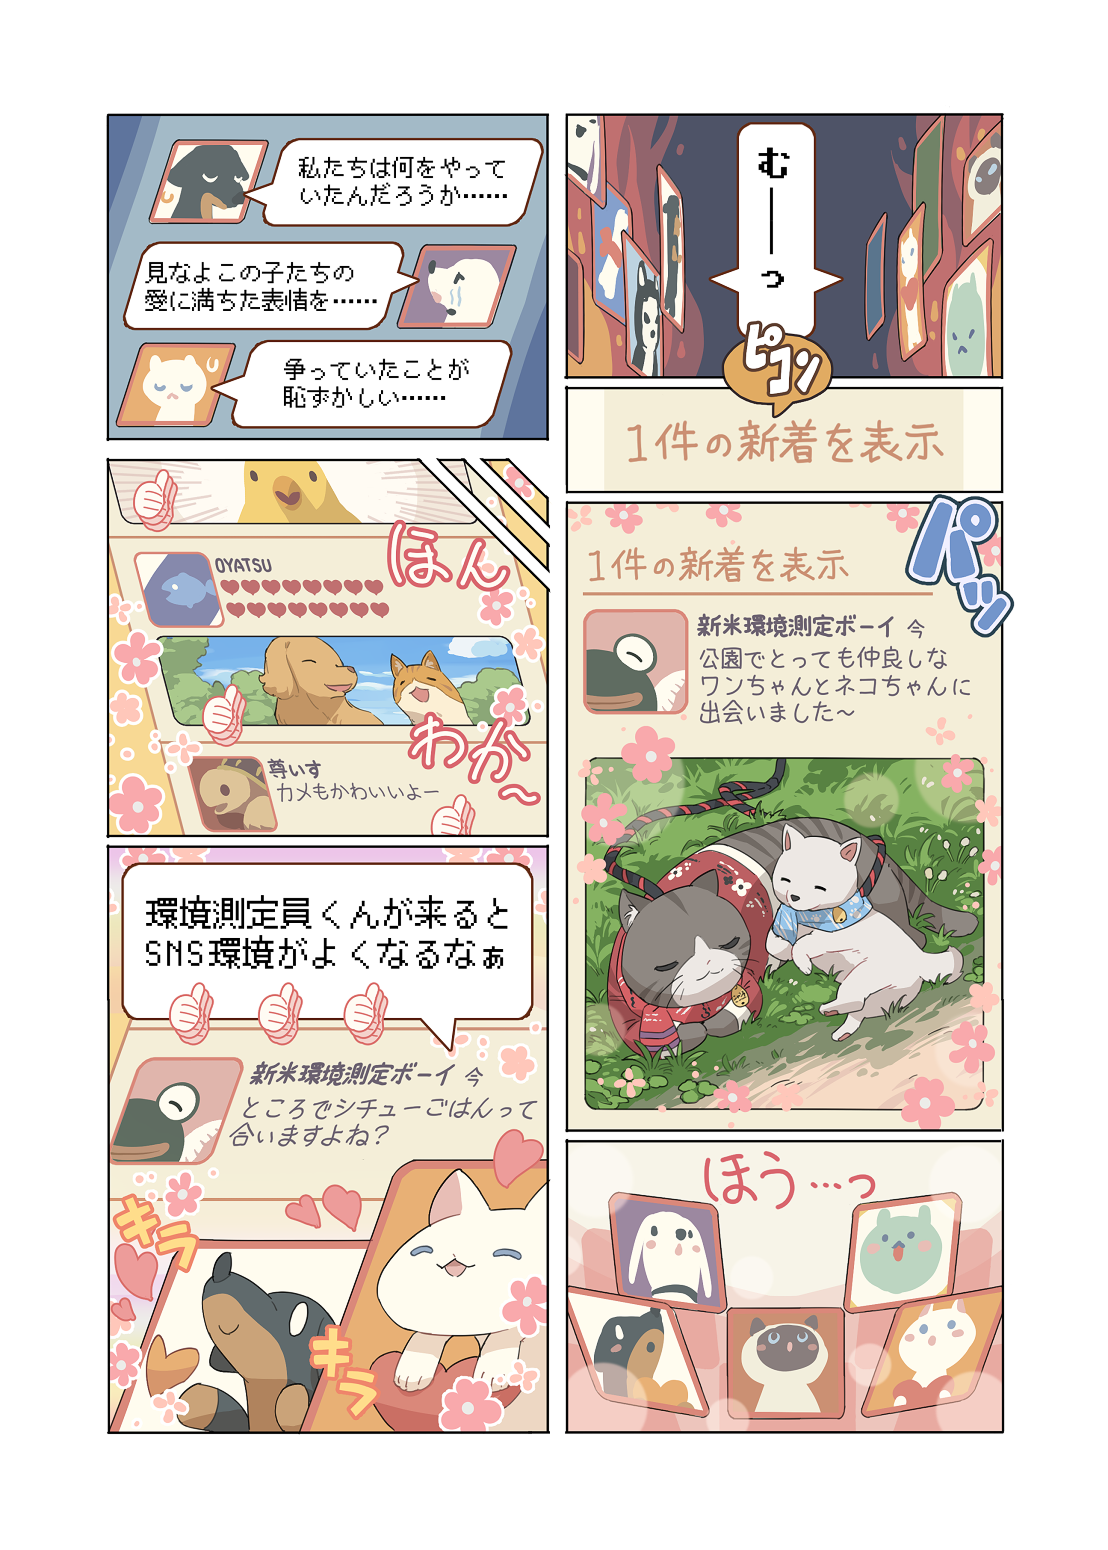 む――っ
ピコン
1件の新着を表示
パッ
1件の新着を表示
新米環境測定ボーイ 今
公園でとっても仲良しな
ワンちゃんとネコちゃんに
出会いました～
ほう…っ
私たちは何をやって
いたんだろうか……
見なよこの子たちの
愛に満ちた表情を……
争っていたことが
恥ずかしい……
ほん
OYATSU
わか～
尊いす
カメもかわいいよー
環境測定員くんが来ると
SNS環境がよくなるなぁ
新米環境測定ボーイ 今
ところでシチューごはんって
合いますよね？
キラ
キラ